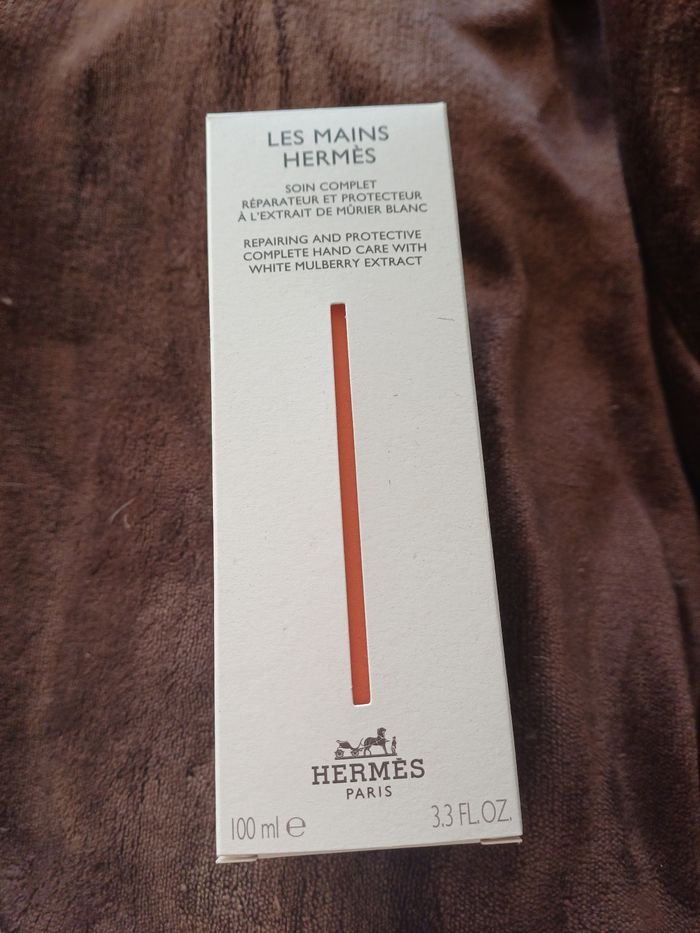 LES MAINS
HERMÈS
SOIN COMPLET
RÉPARATEUR ET PROTECTEUR
À L'EXTRAIT DE MÛRIER BLANC
REPAIRING AND PROTECTIVE
COMPLETE HAND CARE WITH
WHITE MULBERRY EXTRACT
HERMÈS
PARIS
100 ml ℮
3.3 FL.OZ.